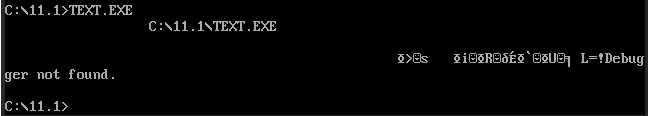 C:\11.1>TEXT.EXE
C:\11.1\TEXT.EXE
L=!Debug
ger not found.
C:\11.1>